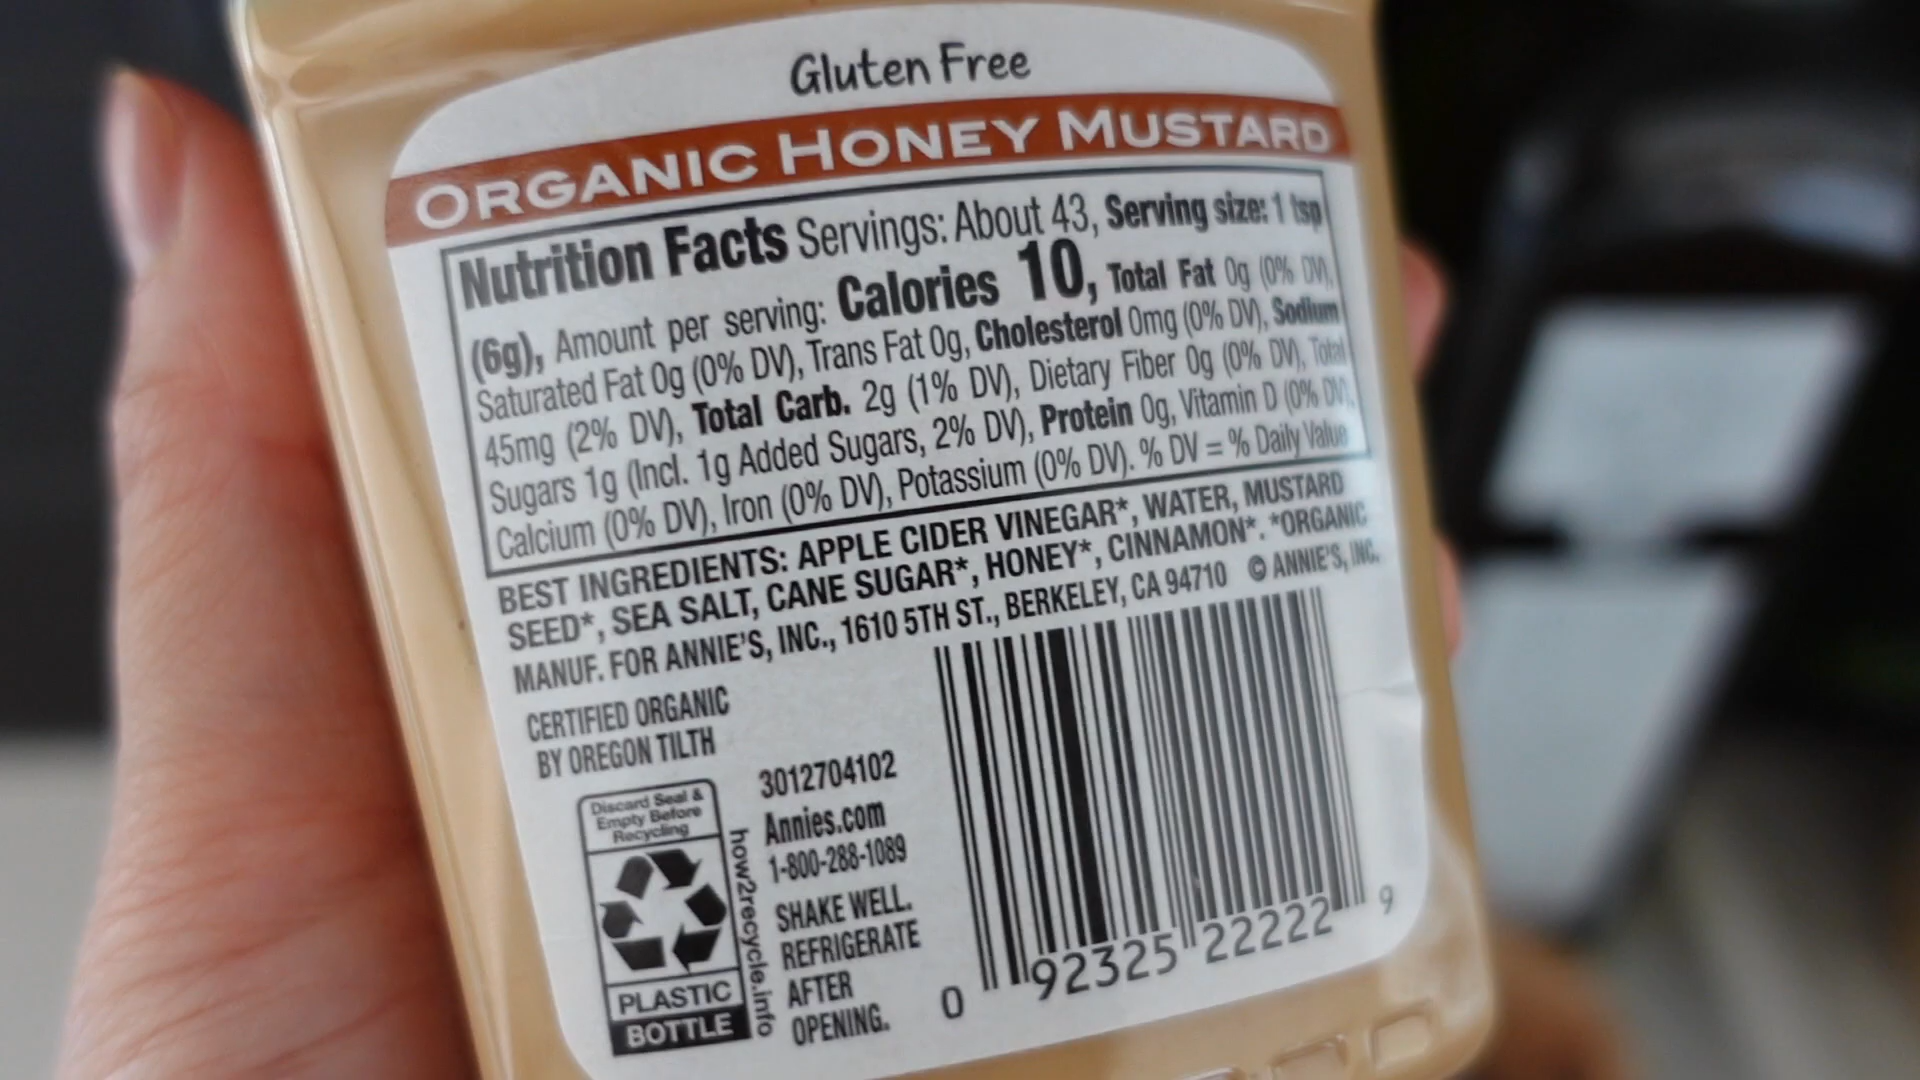 Gluten Free
ORGANIC HONEY MUSTARD
Nutrition Facts Servings: About 43, Serving size: 1 tsp
(6g), Amount per serving: Calories 10, Total Fat 0g (0% DV),
Saturated Fat 0g (0% DV), Trans Fat 0g, Cholesterol 0mg (0% DV), Sodium
45mg (2% DV), Total Carb. 2g (1% DV), Dietary Fiber 0g (0% DV), Total
Sugars 1g (Incl. 1g Added Sugars, 2% DV), Protein 0g, Vitamin D (0% DV),
Calcium (0% DV), Iron (0% DV), Potassium (0% DV). % DV = % Daily Value
BEST INGREDIENTS: APPLE CIDER VINEGAR*, WATER, MUSTARD
SEED*, SEA SALT, CANE SUGAR*, HONEY*, CINNAMON*. *ORGANIC
MANUF. FOR ANNIE'S, INC., 1610 5TH ST., BERKELEY, CA 94710 © ANNIE'S, INC.
CERTIFIED ORGANIC
BY OREGON TILTH
Discard Seal &
Empty Before
Recycling
PLASTIC
BOTTLE
how2recycle.info
3012704102
Annies.com
1-800-288-1089
SHAKE WELL.
REFRIGERATE
AFTER
OPENING.
0 92325 22222 9